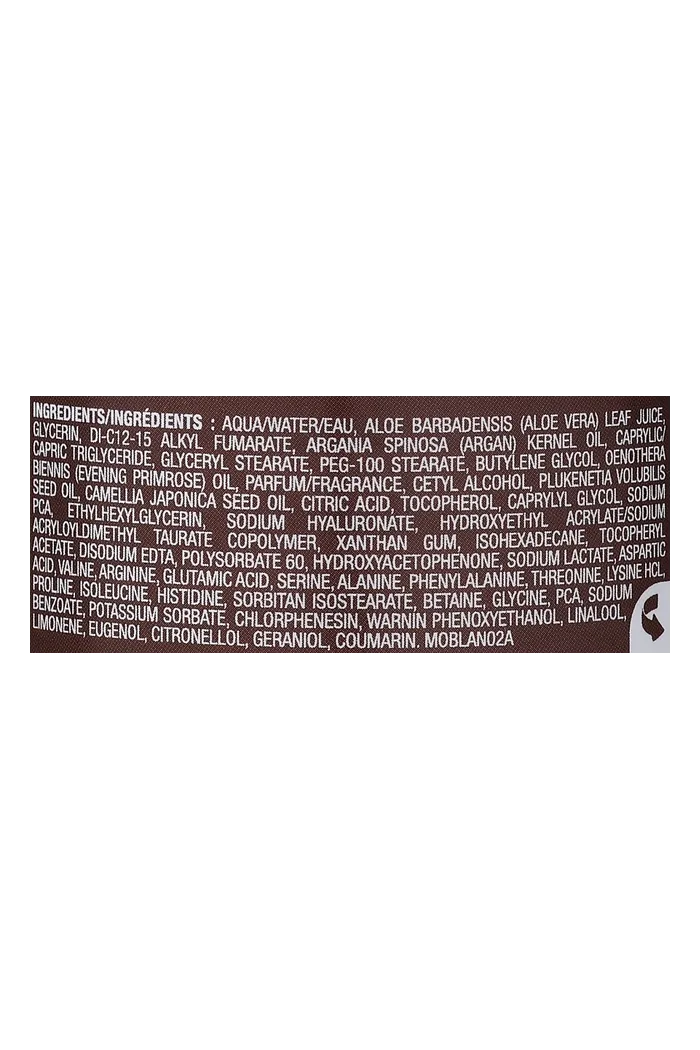 INGREDIENTS/INGRÉDIENTS : AQUA/WATER/EAU, ALOE BARBADENSIS (ALOE VERA) LEAF JUICE,
GLYCERIN, DI-C12-15 ALKYL FUMARATE, ARGANIA SPINOSA (ARGAN) KERNEL OIL, CAPRYLIC/
CAPRIC TRIGLYCERIDE, GLYCERYL STEARATE, PEG-100 STEARATE, BUTYLENE GLYCOL, OENOTHERA
BIENNIS (EVENING PRIMROSE) OIL, PARFUM/FRAGRANCE, CETYL ALCOHOL, PLUKENETIA VOLUBILIS
SEED OIL, CAMELLIA JAPONICA SEED OIL, CITRIC ACID, TOCOPHEROL, CAPRYLYL GLYCOL, SODIUM
PCA, ETHYLHEXYLGLYCERIN, SODIUM HYALURONATE, HYDROXYETHYL ACRYLATE/SODIUM
ACRYLOYLDIMETHYL TAURATE COPOLYMER, XANTHAN GUM, ISOHEXADECANE, TOCOPHERYL
ACETATE, DISODIUM EDTA, POLYSORBATE 60, HYDROXYACETOPHENONE, SODIUM LACTATE, ASPARTIC
ACID, VALINE, ARGININE, GLUTAMIC ACID, SERINE, ALANINE, PHENYLALANINE, THREONINE, LYSINE HCL,
PROLINE, ISOLEUCINE, HISTIDINE, SORBITAN ISOSTEARATE, BETAINE, GLYCINE, PCA, SODIUM
BENZOATE, POTASSIUM SORBATE, CHLORPHENESIN, WARNIN PHENOXYETHANOL, LINALOOL,
LIMONENE, EUGENOL, CITRONELLOL, GERANIOL, COUMARIN. MOBLAN02A